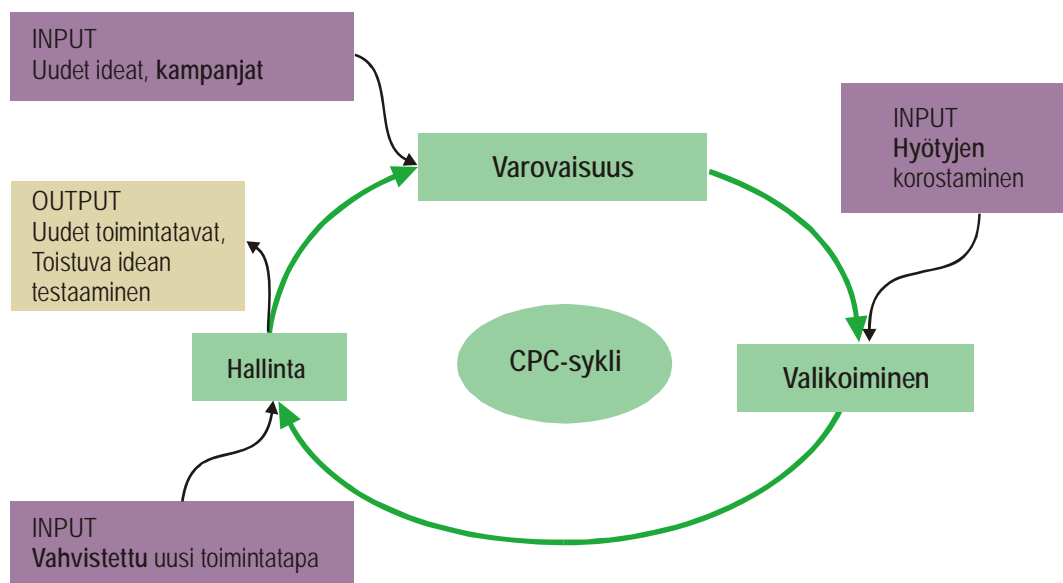 INPUT
Uudet ideat, kampanjat
Varovaisuus
INPUT
Hyötyjen
korostaminen
OUTPUT
Uudet toimintatavat,
Toistuva idean
testaaminen
Hallinta
CPC-sykli
Valikoiminen
INPUT
Vahvistettu uusi toimintatapa